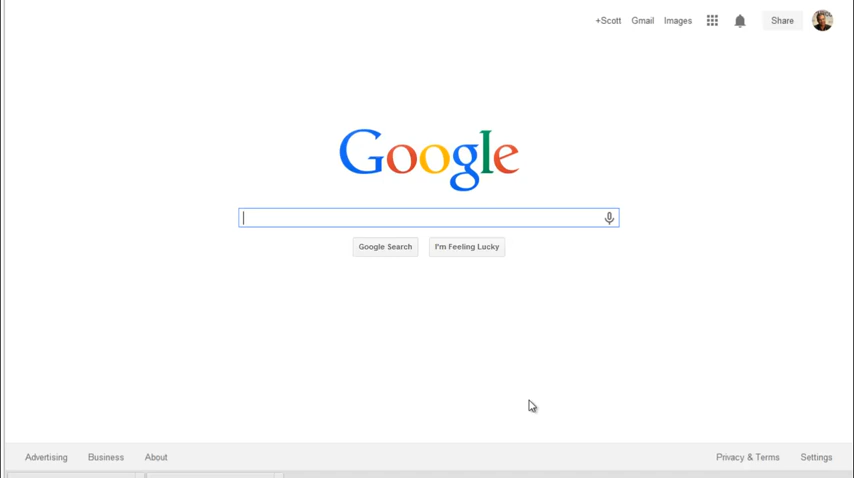 +Scott Gmail Images Share
Google
Google Search I'm Feeling Lucky
Advertising Business About Privacy & Terms Settings